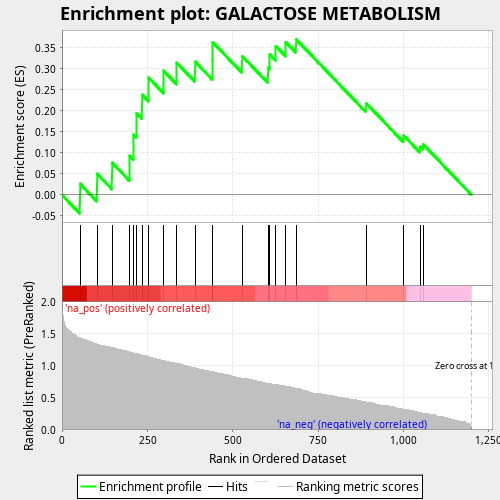 Enrichment plot: GALACTOSE METABOLISM
Enrichment score (ES)
0.35
0.30
0.25
0.20
0.15
0.10
0.05
0.00
-0.05
'na_pos' (positively correlated)
Ranked list metric (PreRanked)
2.0
1.5
1.0
0.5
0.0
Zero cross at 1
'na_neg' (negatively correlated)
0 250 500 750 1,000 1,250
Rank in Ordered Dataset
Enrichment profile Hits Ranking metric scores